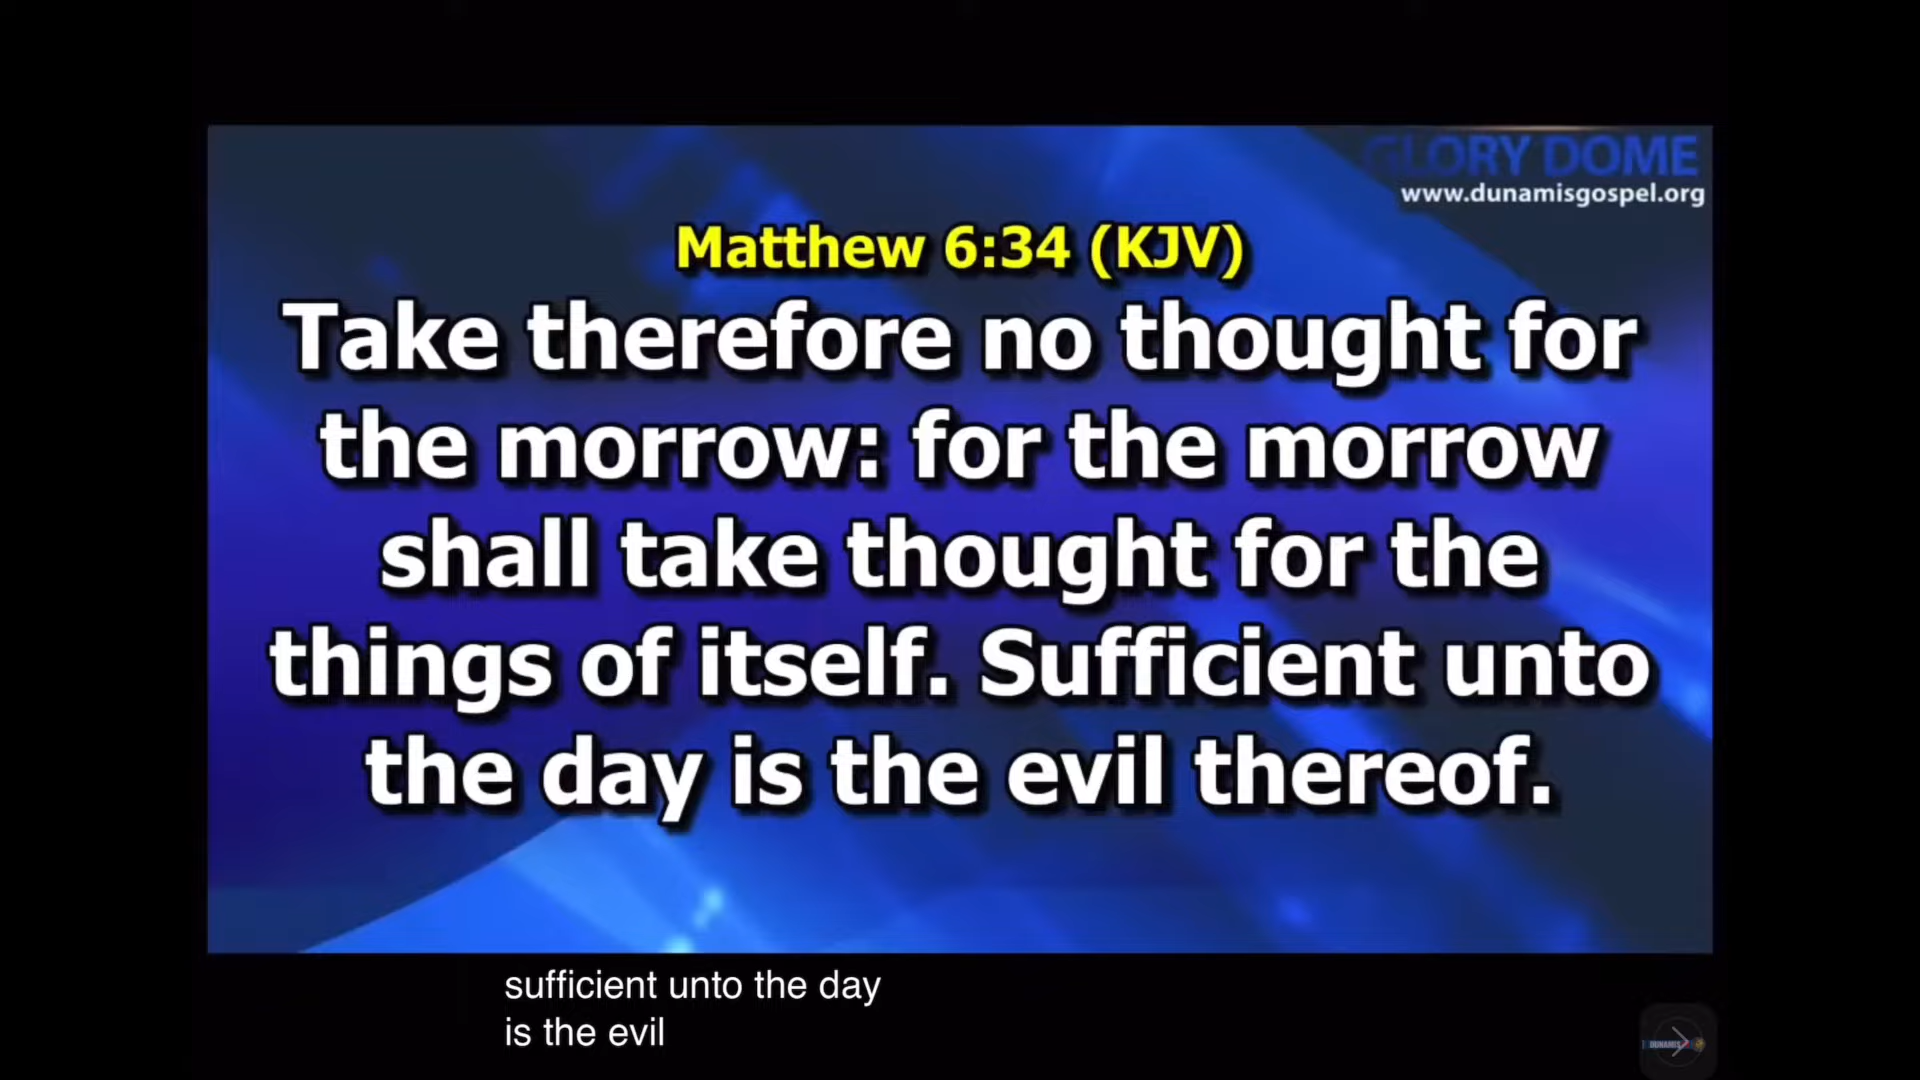 GLORY DOME
www.dunamisgospel.org
Matthew 6:34 (KJV)
Take therefore no thought for
the morrow: for the morrow
shall take thought for the
things of itself. Sufficient unto
the day is the evil thereof.
sufficient unto the day
is the evil
DUNAMIS